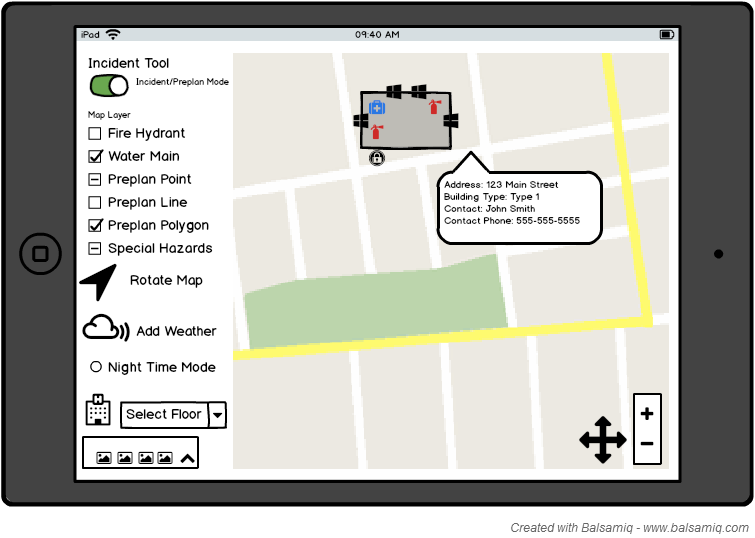 iPad 09:40 AM
Incident Tool
Incident/Preplan Mode
Map Layer
Fire Hydrant
Water Main
Preplan Point
Preplan Line
Preplan Polygon
Special Hazards
Rotate Map
Add Weather
Night Time Mode
H
Select Floor
Address: 123 Main Street
Building Type: Type 1
Contact: John Smith
Contact Phone: 555-555-5555
+
−
Created with Balsamiq - www.balsamiq.com